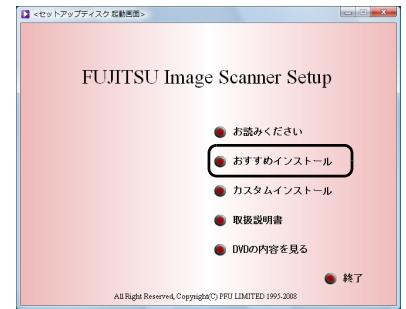 <セットアップディスク 起動画面>
FUJITSU Image Scanner Setup
お読みください
おすすめインストール
カスタムインストール
取扱説明書
DVDの内容を見る
終了
All Right Reserved, Copyright(C) PFU LIMITED 1995-2008